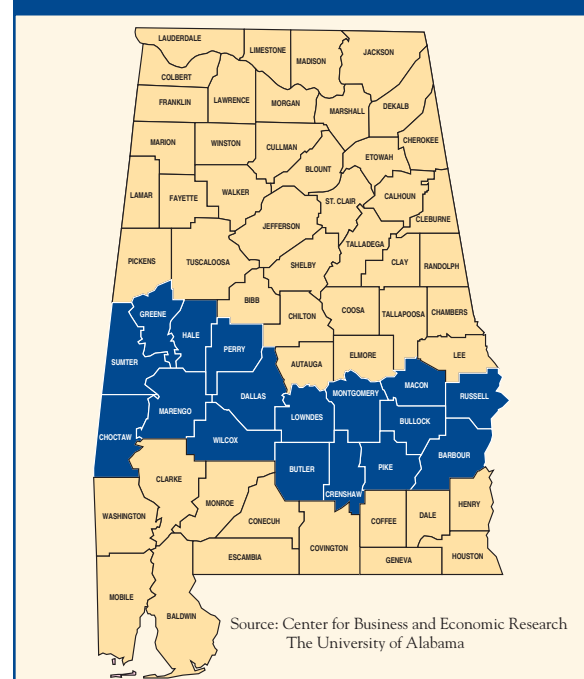 LAUDERDALE
LIMESTONE
MADISON
JACKSON
COLBERT
FRANKLIN
LAWRENCE
MORGAN
MARSHALL
DEKALB
MARION
WINSTON
CULLMAN
BLOUNT
ETOWAH
CHEROKEE
LAMAR
FAYETTE
WALKER
JEFFERSON
ST. CLAIR
CALHOUN
CLEBURNE
PICKENS
TUSCALOOSA
SHELBY
TALLADEGA
CLAY
RANDOLPH
GREENE
HALE
BIBB
CHILTON
COOSA
TALLAPOOSA
CHAMBERS
SUMTER
PERRY
AUTAUGA
ELMORE
LEE
MARENGO
DALLAS
LOWNDES
MONTGOMERY
MACON
RUSSELL
BULLOCK
CHOCTAW
WILCOX
BUTLER
CRENSHAW
PIKE
BARBOUR
CLARKE
WASHINGTON
MONROE
CONECUH
COFFEE
DALE
HENRY
ESCAMBIA
COVINGTON
GENEVA
HOUSTON
MOBILE
BALDWIN
Source: Center for Business and Economic Research
The University of Alabama